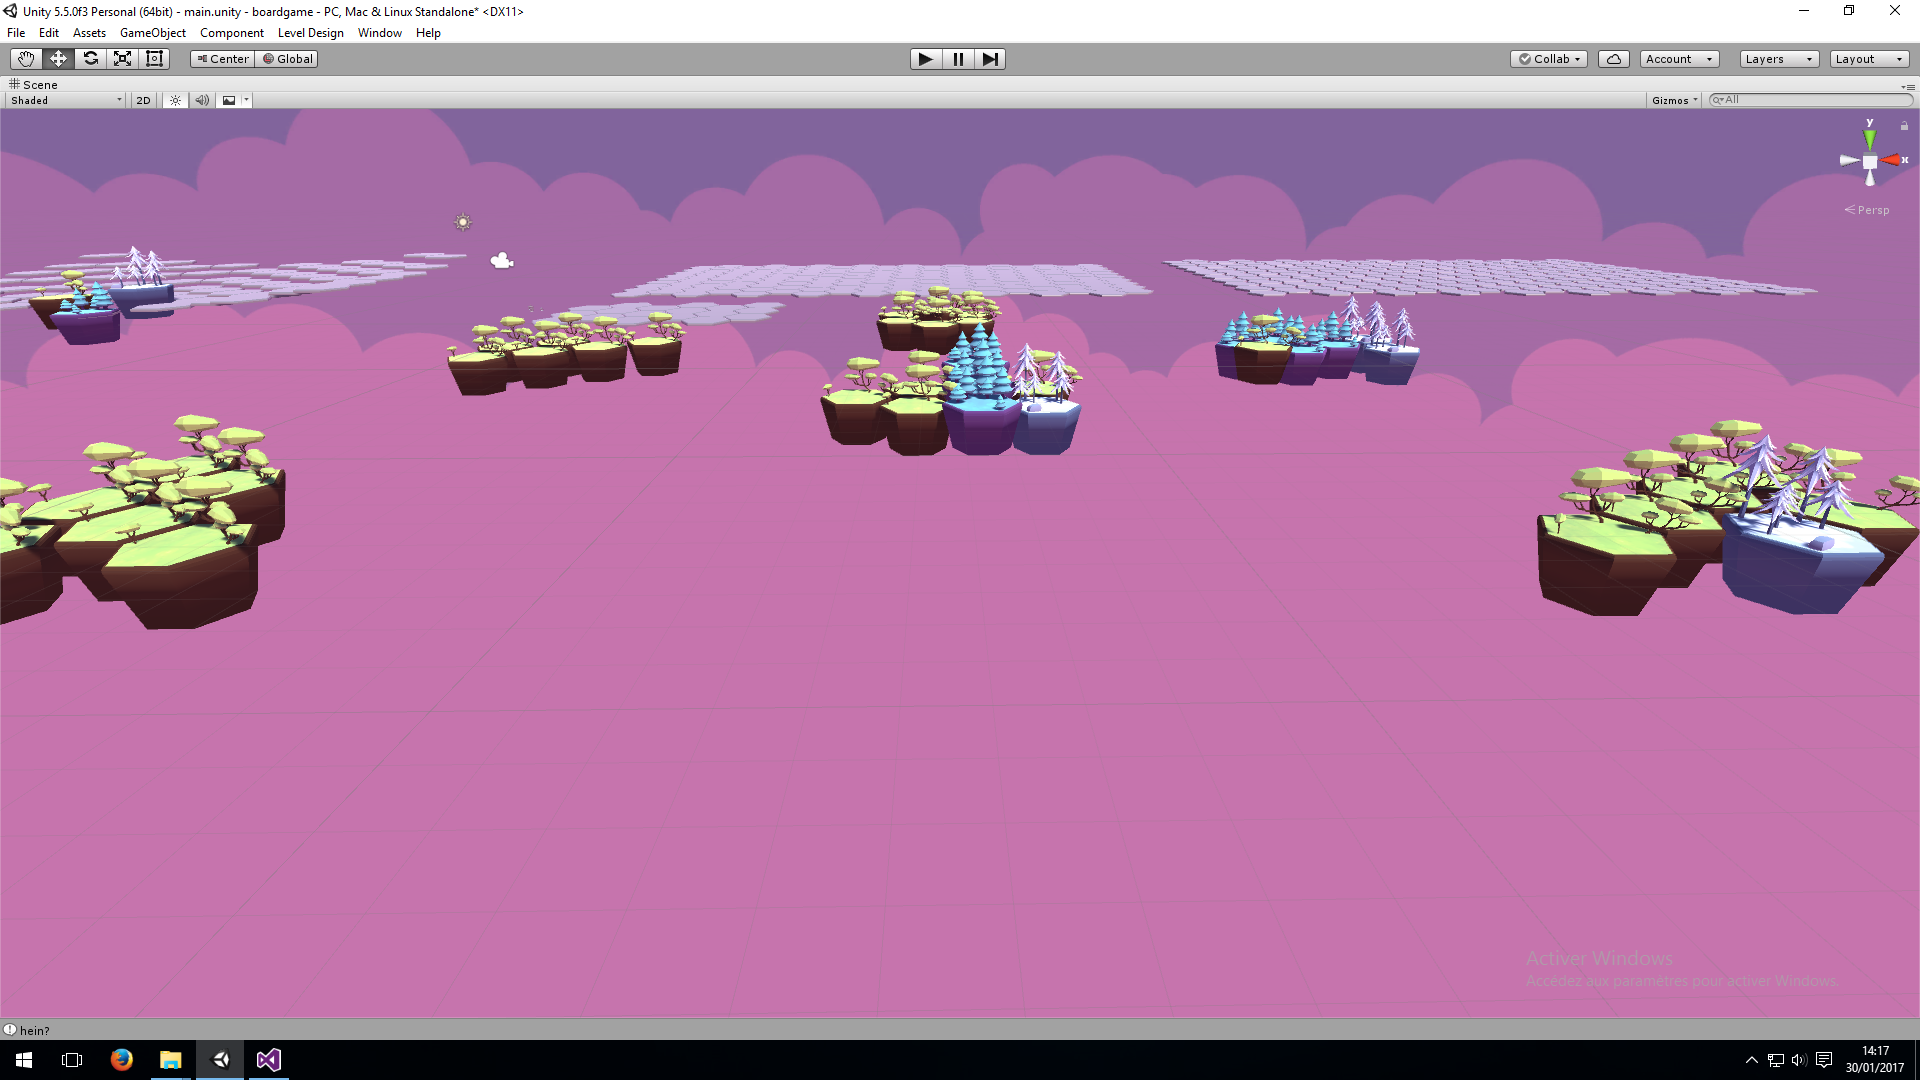 Unity 5.5.0f3 Personal (64bit) - main.unity - boardgame - PC, Mac & Linux Standalone* <DX11>
File Edit Assets GameObject Component Level Design Window Help
Center Global Collab Account Layers Layout
Scene
Shaded 2D Gizmos All
y
x
Persp
Activer Windows
Accédez aux paramètres pour activer Windows.
hein?
14:17
30/01/2017